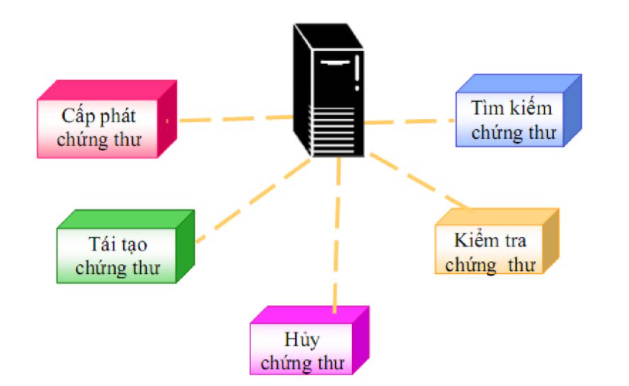 Cấp phát
chứng thư
Tìm kiếm
chứng thư
Tái tạo
chứng thư
Kiểm tra
chứng thư
Hủy
chứng thư